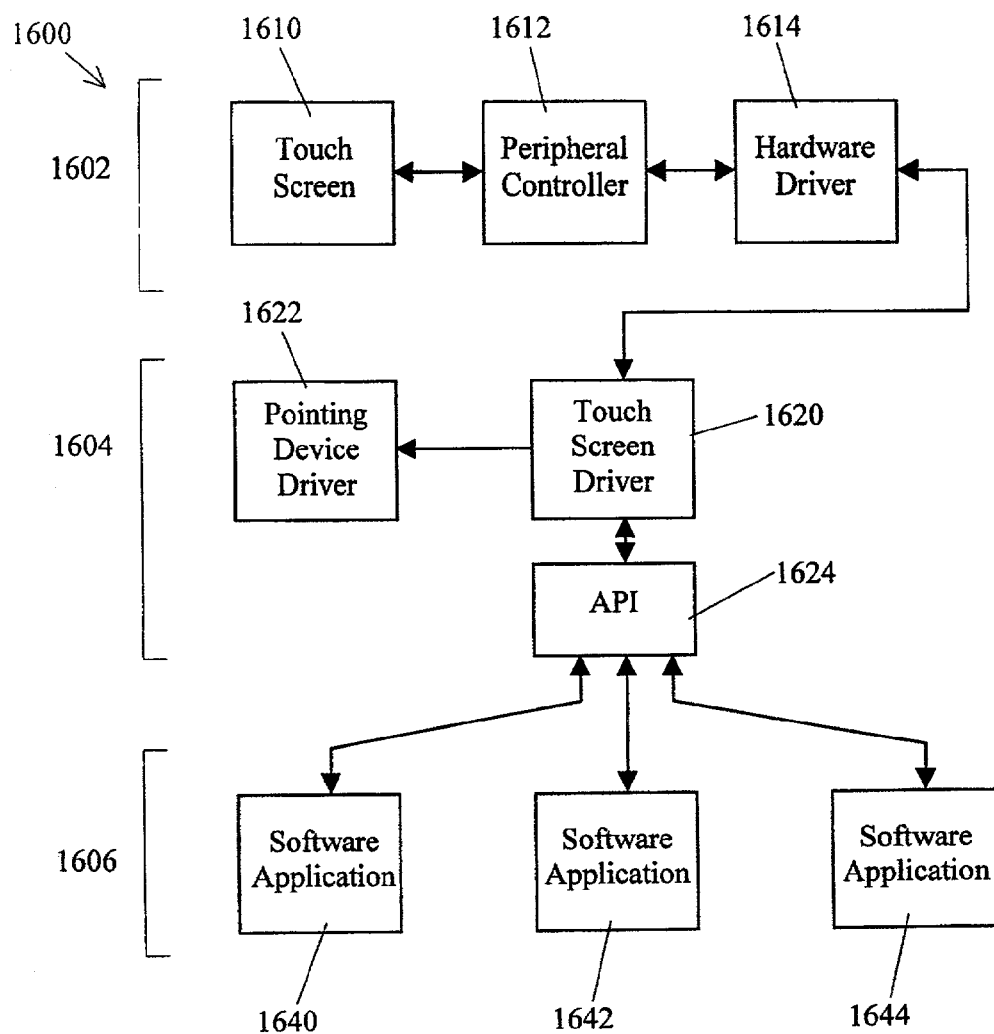 1600
1610
1612
1614
1602
Touch
Screen
Peripheral
Controller
Hardware
Driver
1622
1604
Pointing
Device
Driver
Touch
Screen
Driver
1620
API
1624
1606
Software
Application
Software
Application
Software
Application
1640
1642
1644